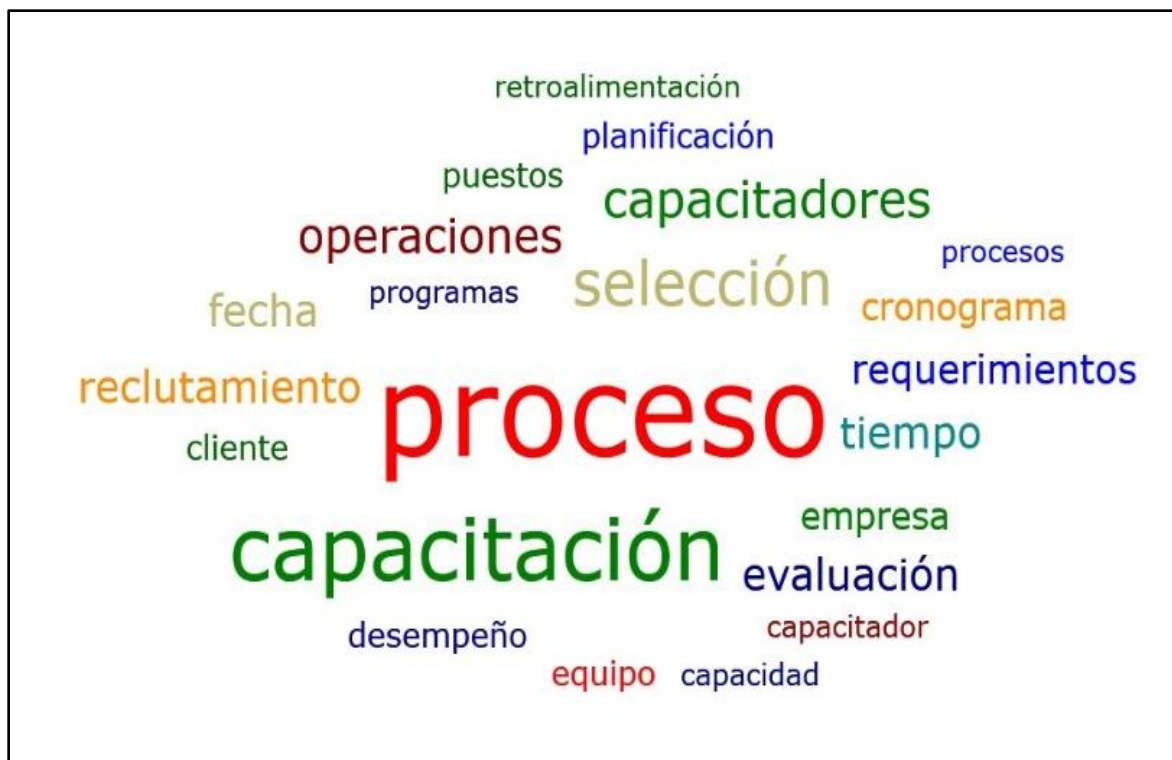 retroalimentación
planificación
puestos
capacitadores
operaciones
procesos
selección
programas
fecha
cronograma
requerimientos
reclutamiento
proceso
tiempo
cliente
empresa
capacitación
evaluación
capacitador
desempeño
equipo
capacidad